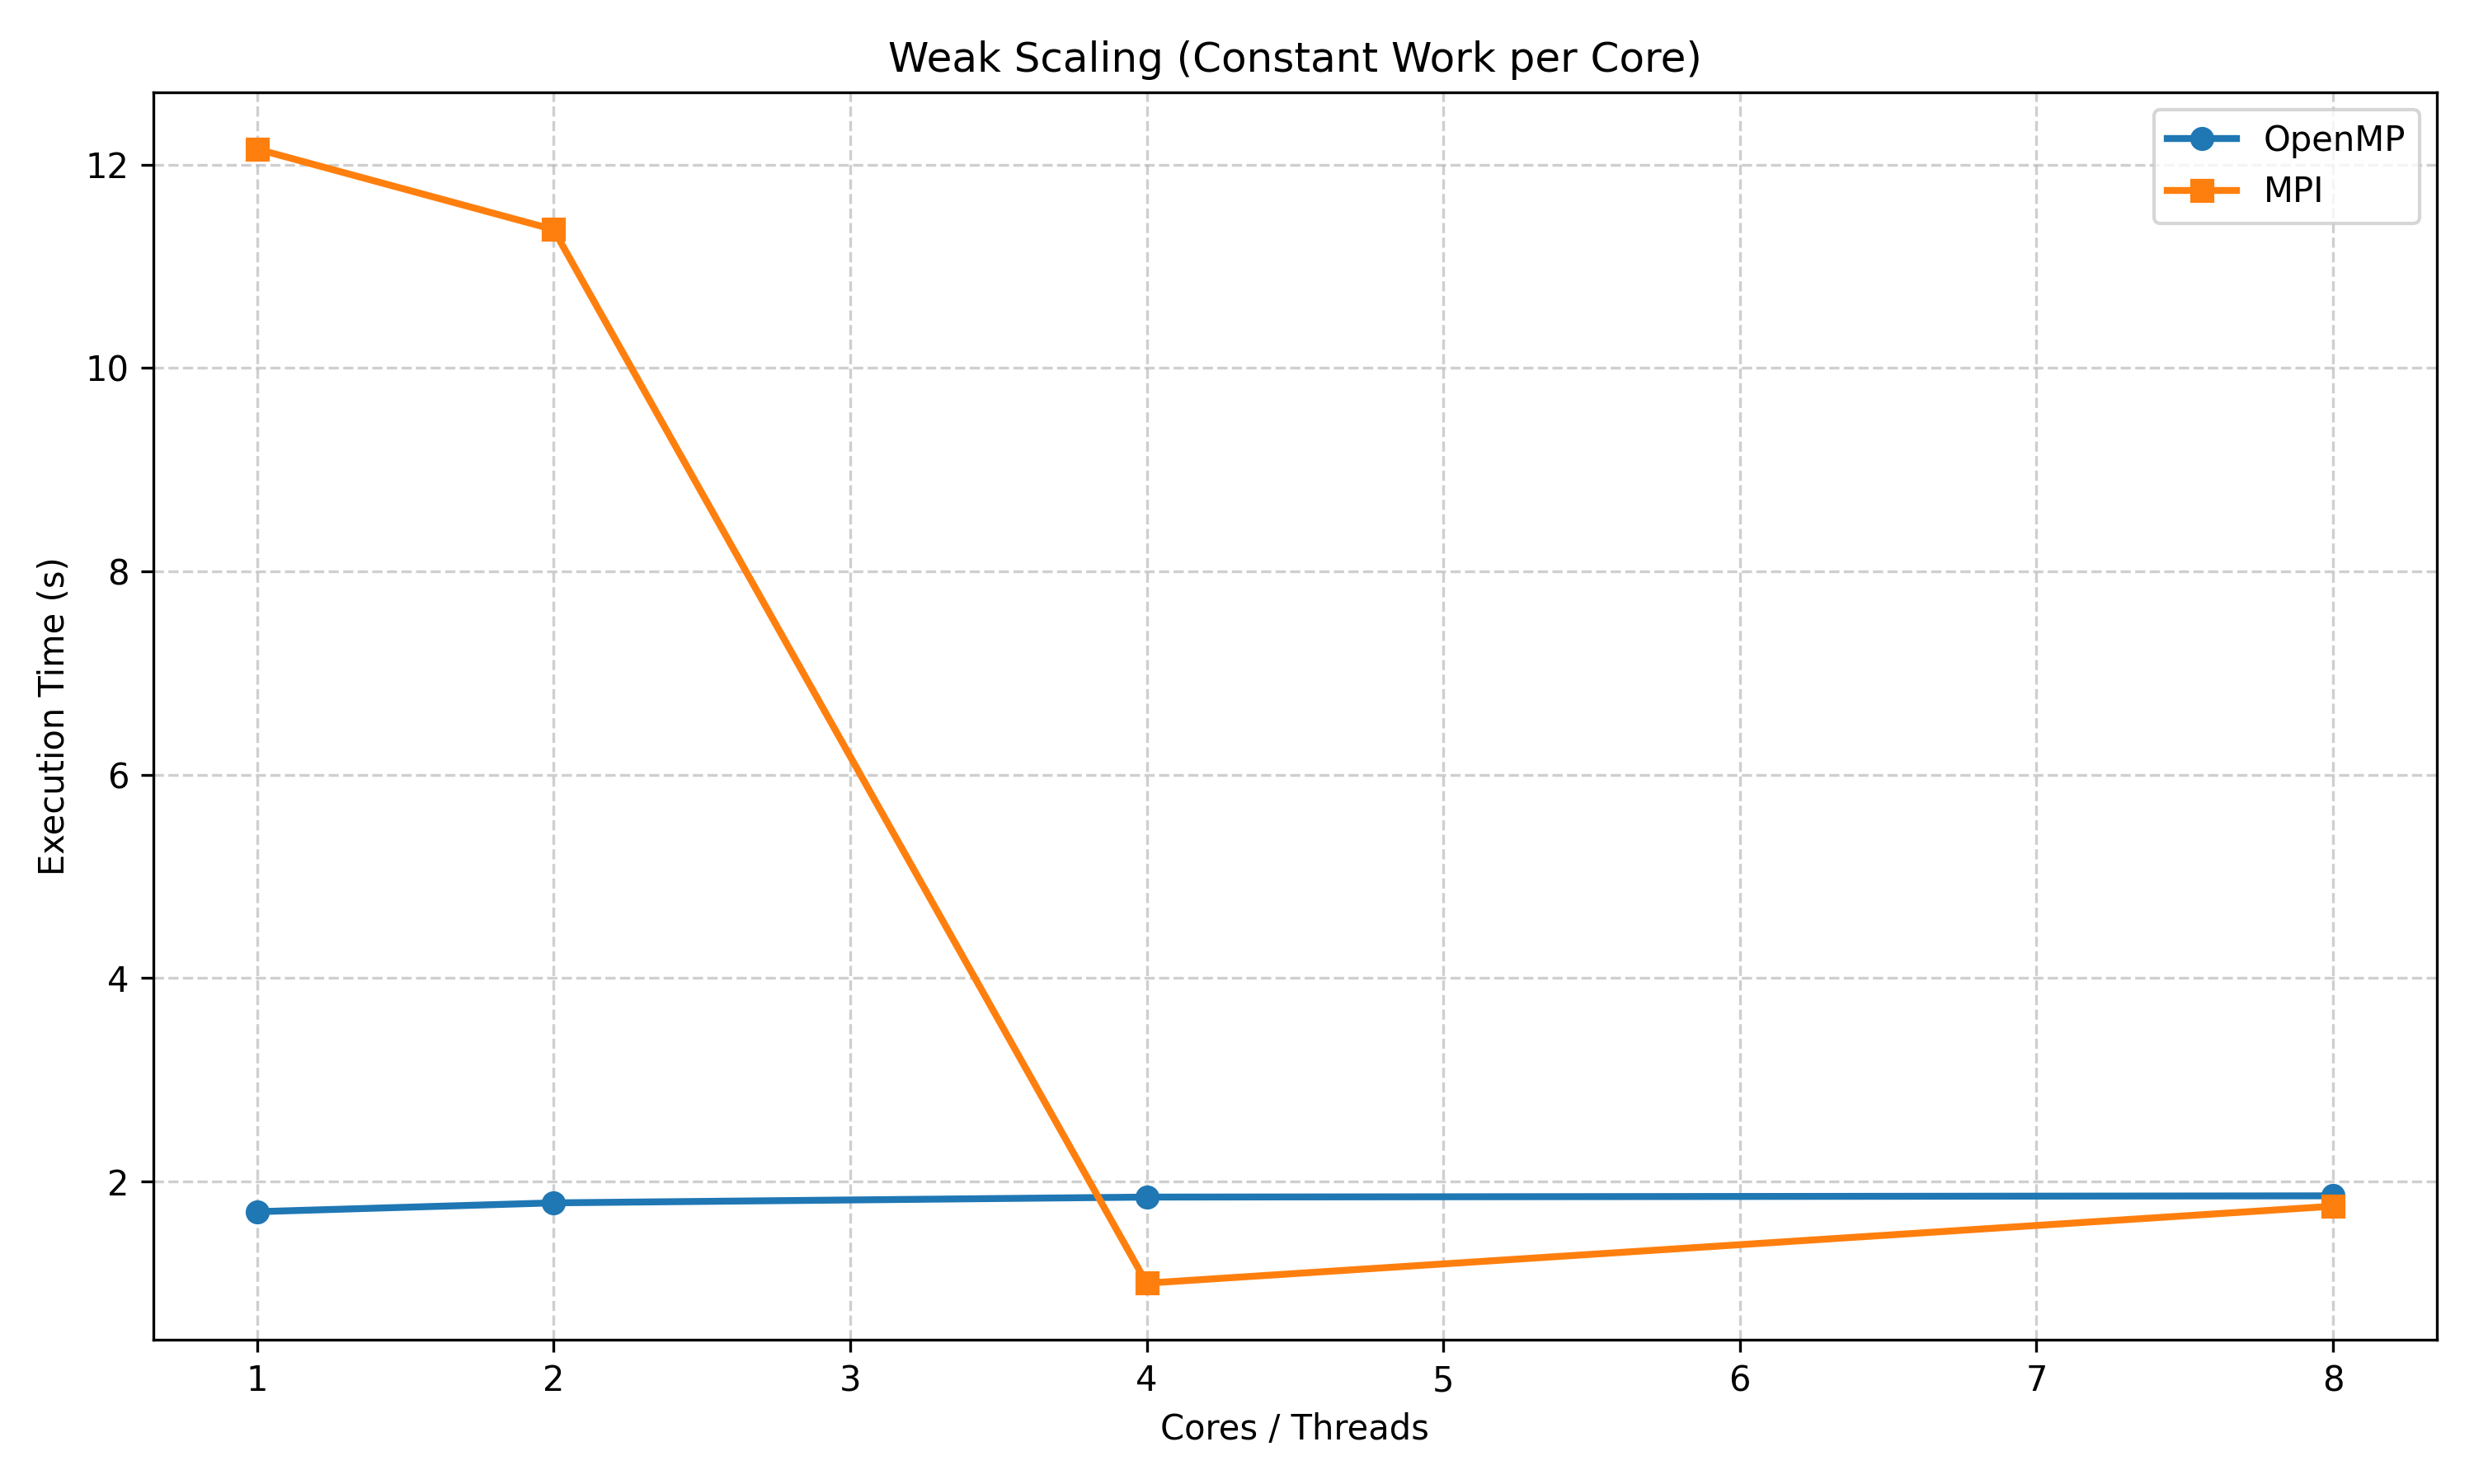 Weak Scaling (Constant Work per Core)
OpenMP
MPI
Execution Time (s)
12
10
8
6
4
2
1 2 3 4 5 6 7 8
Cores / Threads